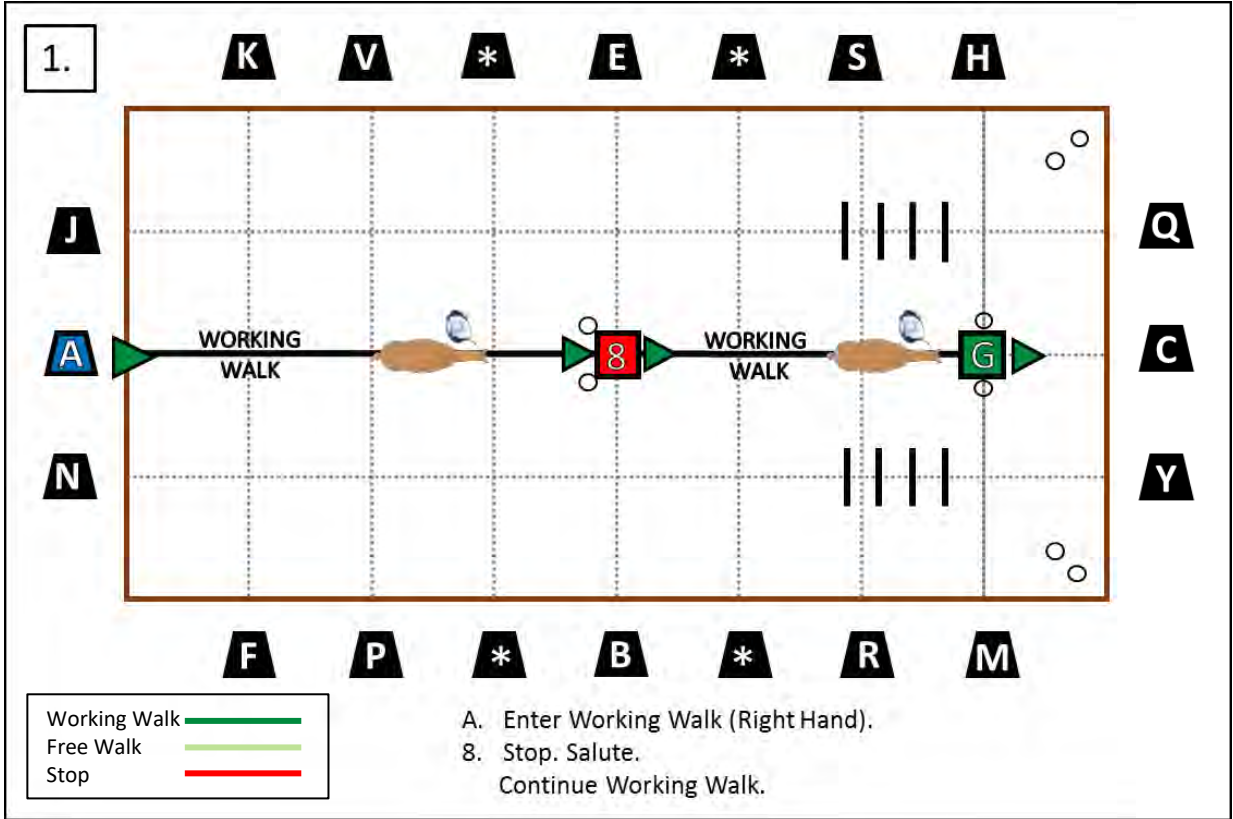 1.
K V * E * S H
J Q
WORKING WORKING
A 8 G C
WALK WALK
N Y
F P * B * R M
Working Walk
Free Walk
Stop
A. Enter Working Walk (Right Hand).
8. Stop. Salute.
Continue Working Walk.